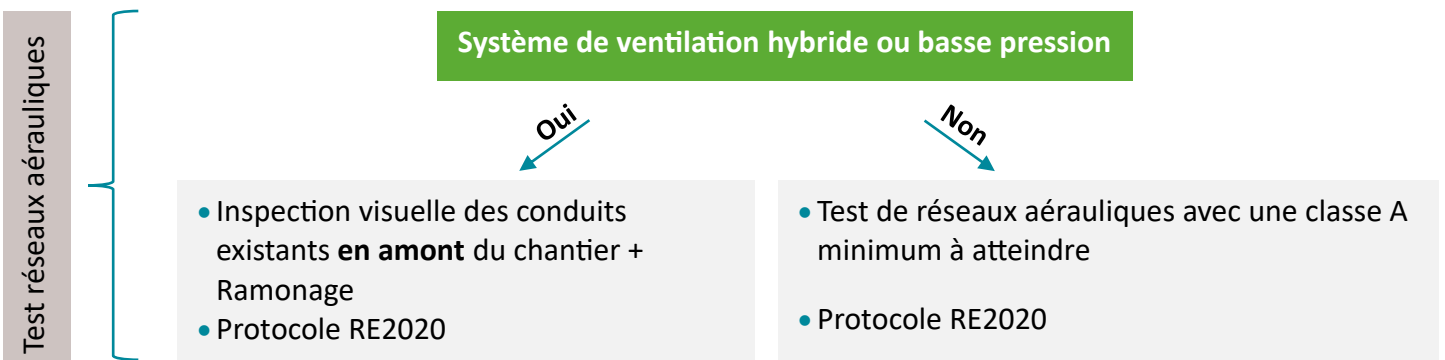 Test réseaux aérauliques
Système de ventilation hybride ou basse pression
Oui
Non
• Inspection visuelle des conduits
existants en amont du chantier +
Ramonage
• Protocole RE2020
• Test de réseaux aérauliques avec une classe A
minimum à atteindre
• Protocole RE2020